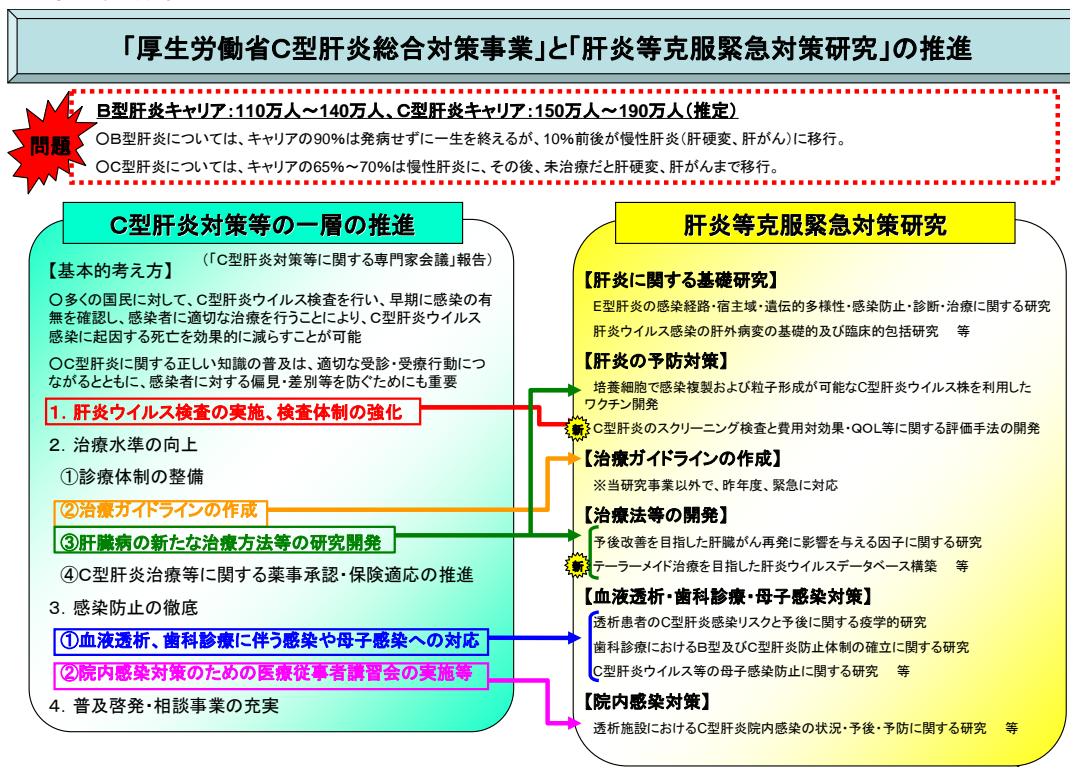 「厚生労働省C型肝炎総合対策事業」と「肝炎等克服緊急対策研究」の推進
問題
B型肝炎キャリア：110万人～140万人、C型肝炎キャリア：150万人～190万人（推定）
○B型肝炎については、キャリアの90%は発病せずに一生を終えるが、10%前後が慢性肝炎（肝硬変、肝がん）に移行。
○C型肝炎については、キャリアの65%～70%は慢性肝炎に、その後、未治療だと肝硬変、肝がんまで移行。
C型肝炎対策等の一層の推進
（「C型肝炎対策等に関する専門家会議」報告）
【基本的考え方】
○多くの国民に対して、C型肝炎ウイルス検査を行い、早期に感染の有
無を確認し、感染者に適切な治療を行うことにより、C型肝炎ウイルス
感染に起因する死亡を効果的に減らすことが可能
○C型肝炎に関する正しい知識の普及は、適切な受診・受療行動につ
ながるとともに、感染者に対する偏見・差別等を防ぐためにも重要
1．肝炎ウイルス検査の実施、検査体制の強化
2．治療水準の向上
①診療体制の整備
②治療ガイドラインの作成
③肝臓病の新たな治療方法等の研究開発
④C型肝炎治療等に関する薬事承認・保険適応の推進
3．感染防止の徹底
①血液透析、歯科診療に伴う感染や母子感染への対応
②院内感染対策のための医療従事者講習会の実施等
4．普及啓発・相談事業の充実
肝炎等克服緊急対策研究
【肝炎に関する基礎研究】
E型肝炎の感染経路・宿主域・遺伝的多様性・感染防止・診断・治療に関する研究
肝炎ウイルス感染の肝外病変の基礎的及び臨床的包括研究　等
【肝炎の予防対策】
培養細胞で感染複製および粒子形成が可能なC型肝炎ウイルス株を利用した
ワクチン開発
新 C型肝炎のスクリーニング検査と費用対効果・QOL等に関する評価手法の開発
【治療ガイドラインの作成】
※当研究事業以外で、昨年度、緊急に対応
【治療法等の開発】
予後改善を目指した肝臓がん再発に影響を与える因子に関する研究
新 テーラーメイド治療を目指した肝炎ウイルスデータベース構築　等
【血液透析・歯科診療・母子感染対策】
透析患者のC型肝炎感染リスクと予後に関する疫学的研究
歯科診療におけるB型及びC型肝炎防止体制の確立に関する研究
C型肝炎ウイルス等の母子感染防止に関する研究　等
【院内感染対策】
透析施設におけるC型肝炎院内感染の状況・予後・予防に関する研究　等